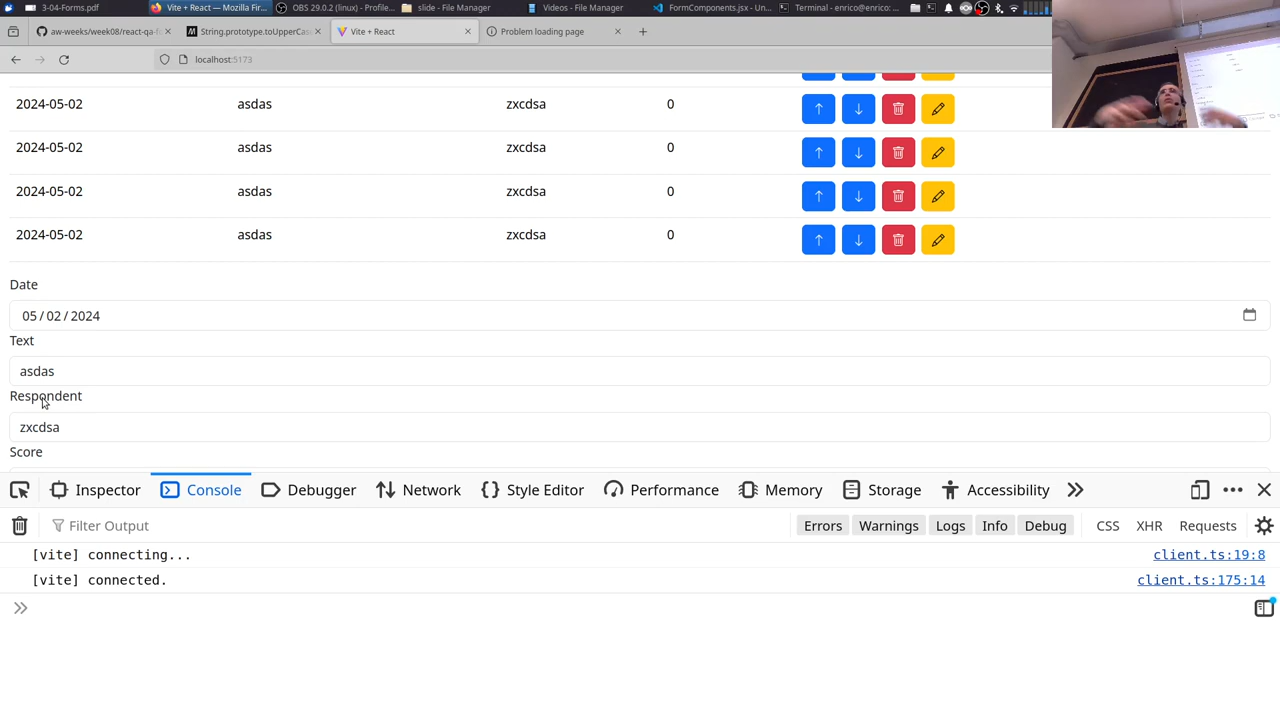 3-04-Forms.pdf
Vite + React — Mozilla Fir...
OBS 29.0.2 (linux) - Profile...
slide - File Manager
Videos - File Manager
FormComponents.jsx - Un...
Terminal - enrico@enrico: ...
aw-weeks/week08/react-qa-f
String.prototype.toUpperCas
Vite + React
Problem loading page
localhost:5173
2024-05-02 asdas zxcdsa 0
2024-05-02 asdas zxcdsa 0
2024-05-02 asdas zxcdsa 0
2024-05-02 asdas zxcdsa 0
Date
05/02/2024
Text
asdas
Respondent
zxcdsa
Score
Inspector Console Debugger Network Style Editor Performance Memory Storage Accessibility
Filter Output
Errors Warnings Logs Info Debug CSS XHR Requests
[vite] connecting... client.ts:19:8
[vite] connected. client.ts:175:14